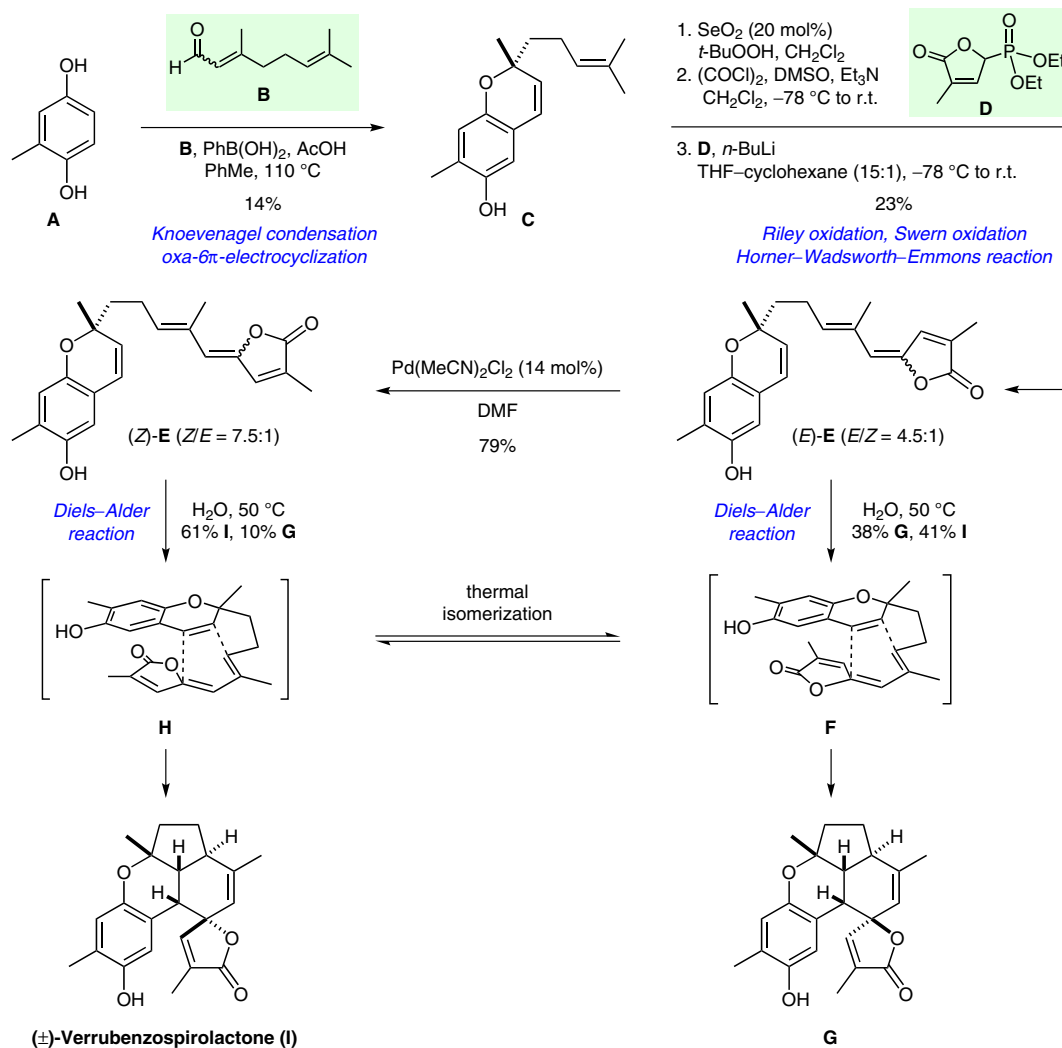 OH
OH
A
O
H
B
B, PhB(OH)2, AcOH
PhMe, 110 °C
14%
Knoevenagel condensation
oxa-6π-electrocyclization
O
OH
C
1. SeO2 (20 mol%)
t-BuOOH, CH2Cl2
2. (COCl)2, DMSO, Et3N
CH2Cl2, –78 °C to r.t.
O
O
O
P
OEt
OEt
D
3. D, n-BuLi
THF–cyclohexane (15:1), –78 °C to r.t.
23%
Riley oxidation, Swern oxidation
Horner–Wadsworth–Emmons reaction
O
O
O
OH
(Z)-E (Z/E = 7.5:1)
Pd(MeCN)2Cl2 (14 mol%)
DMF
79%
O
O
O
OH
(E)-E (E/Z = 4.5:1)
Diels–Alder
reaction
H2O, 50 °C
61% I, 10% G
Diels–Alder
reaction
H2O, 50 °C
38% G, 41% I
O
HO
O
O
H
thermal
isomerization
O
HO
O
O
F
H
H
O
H
O
O
OH
(±)-Verrubenzospirolactone (I)
H
H
O
H
O
O
OH
G